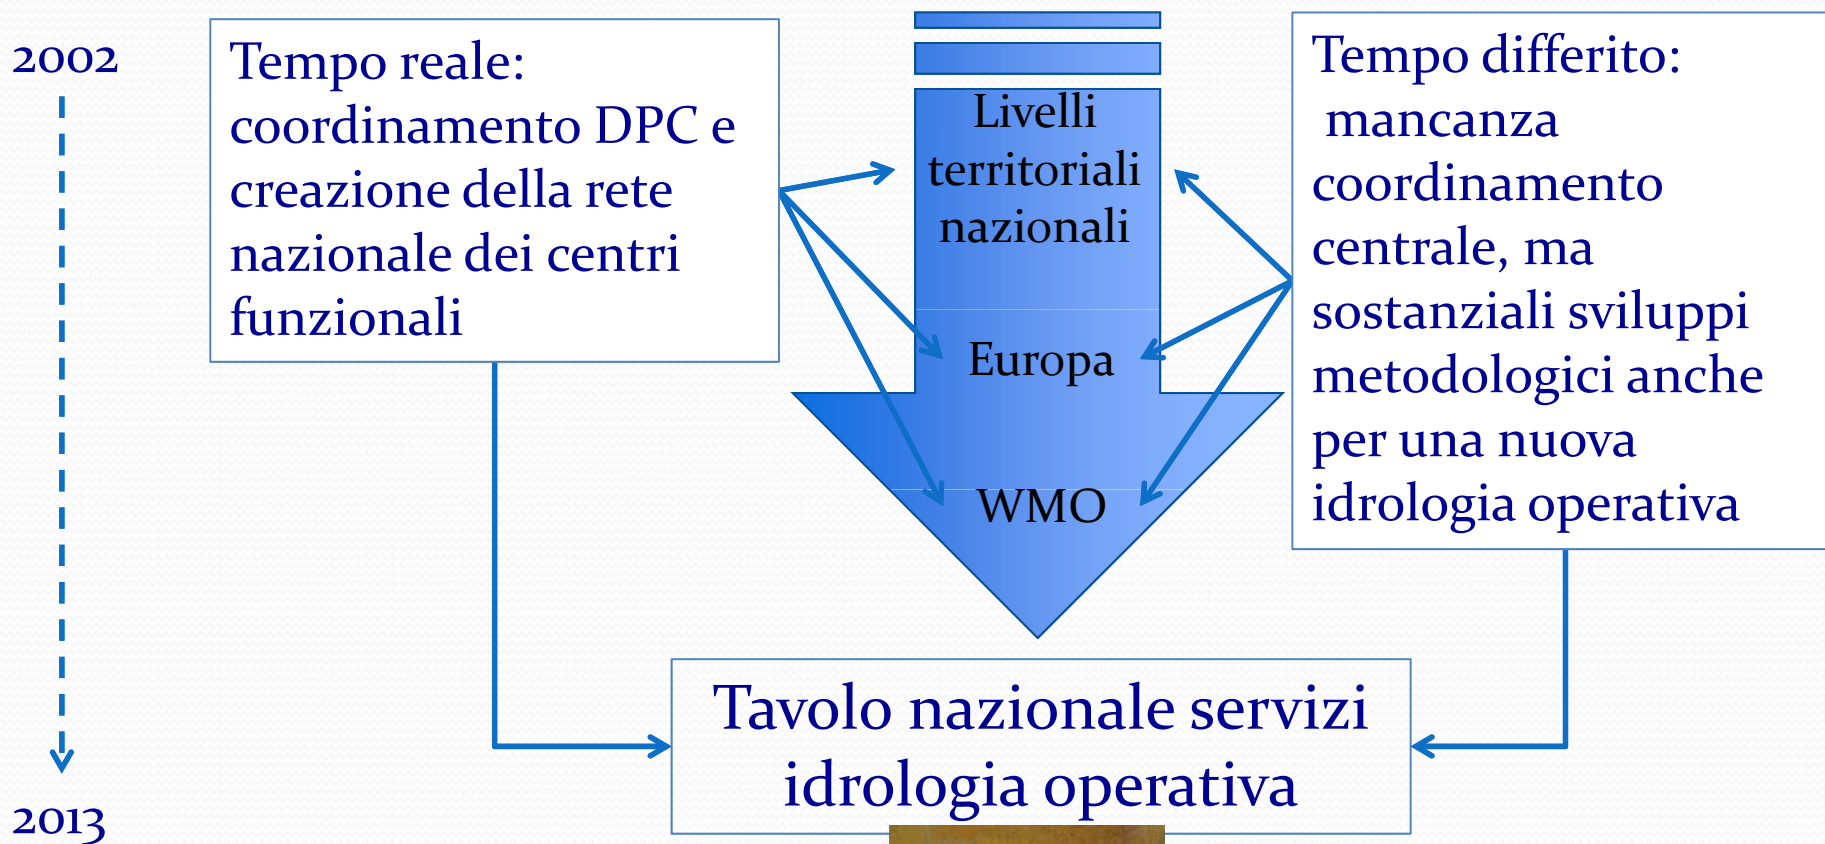 2002
Tempo reale:
coordinamento DPC e
creazione della rete
nazionale dei centri
funzionali
Livelli
territoriali
nazionali
Europa
WMO
Tempo differito:
mancanza
coordinamento
centrale, ma
sostanziali sviluppi
metodologici anche
per una nuova
idrologia operativa
Tavolo nazionale servizi
idrologia operativa
2013